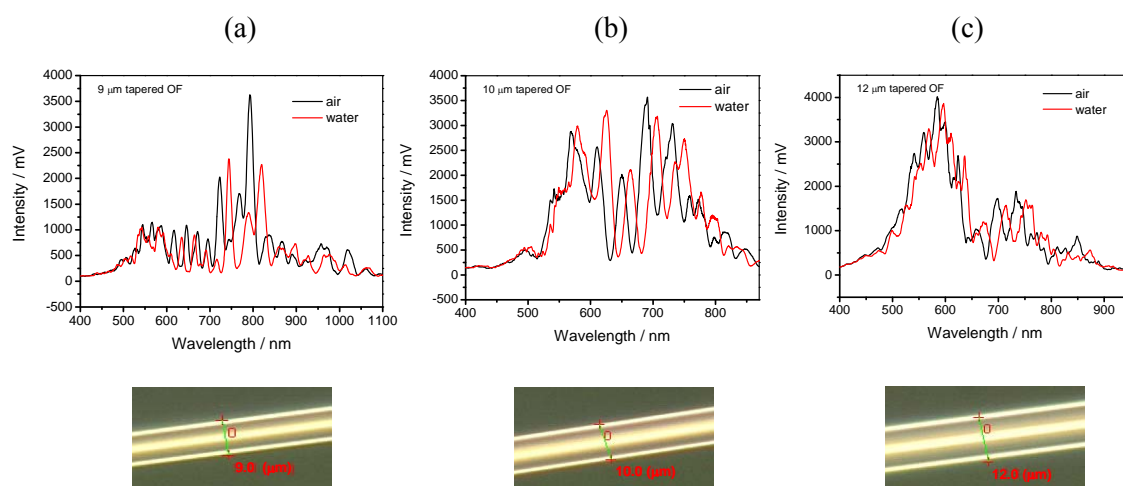 (a)
(b)
(c)
9 μm tapered OF
air
water
Intensity / mV
4000
3500
3000
2500
2000
1500
1000
500
0
-500
400 500 600 700 800 900 1000 1100
Wavelength / nm
10 μm tapered OF
air
water
Intensity / mV
4000
3500
3000
2500
2000
1500
1000
500
0
-500
400 500 600 700 800
Wavelength / nm
12 μm tapered OF
air
water
Intensity / mV
4000
3000
2000
1000
0
400 500 600 700 800 900
Wavelength / nm
0
9.0 (μm)
0
10.0 (μm)
0
12.0 (μm)